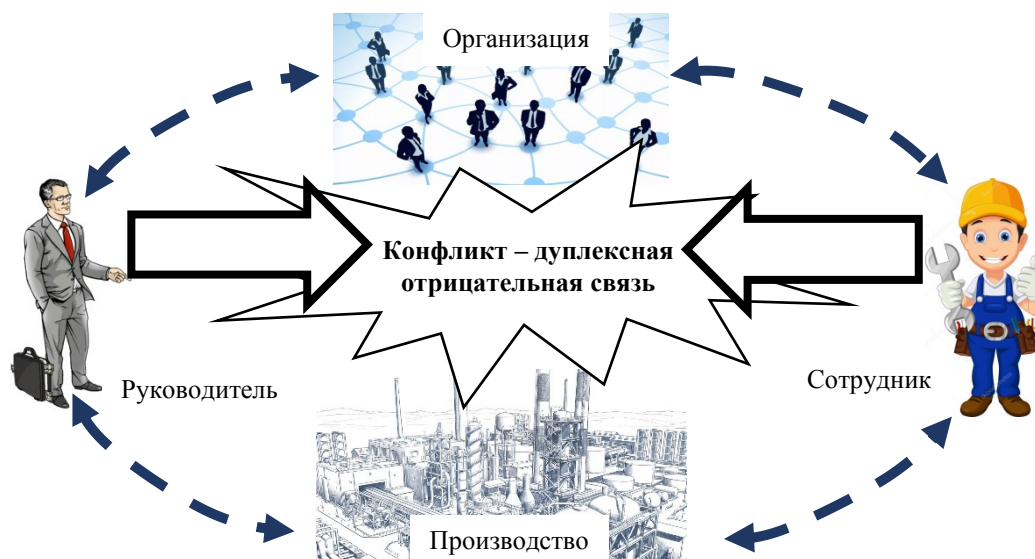 Организация
Конфликт – дуплексная
отрицательная связь
Руководитель
Сотрудник
Производство